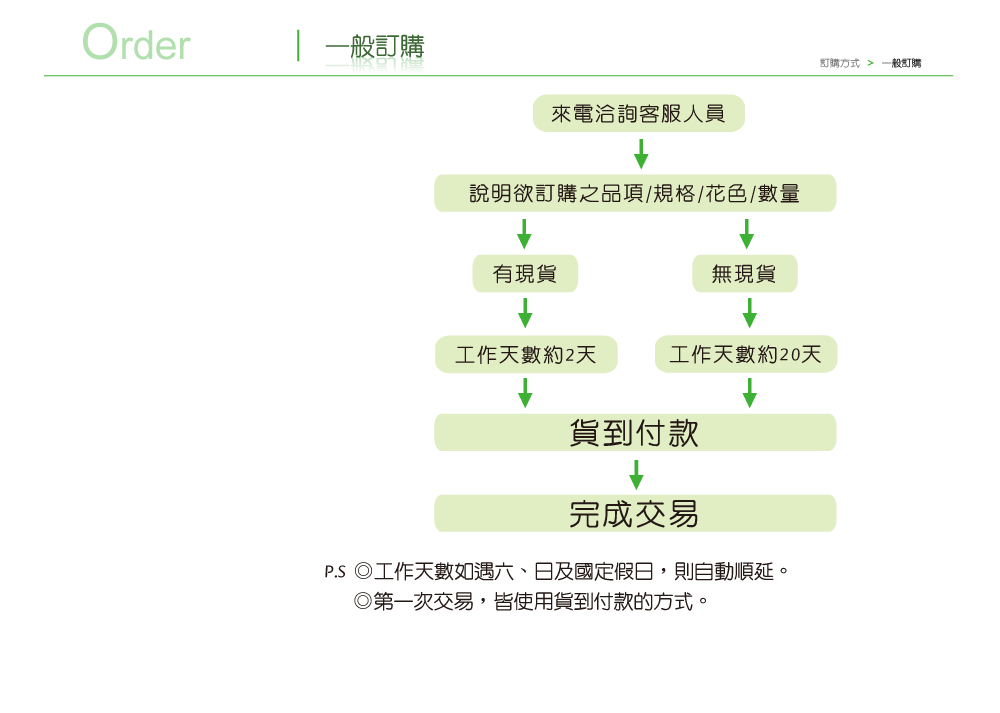 Order
一般訂購
訂購方式 > 一般訂購
來電洽詢客服人員
說明欲訂購之品項/規格/花色/數量
有現貨
無現貨
工作天數約2天
工作天數約20天
貨到付款
完成交易
P.S ◎工作天數如遇六、日及國定假日，則自動順延。
◎第一次交易，皆使用貨到付款的方式。